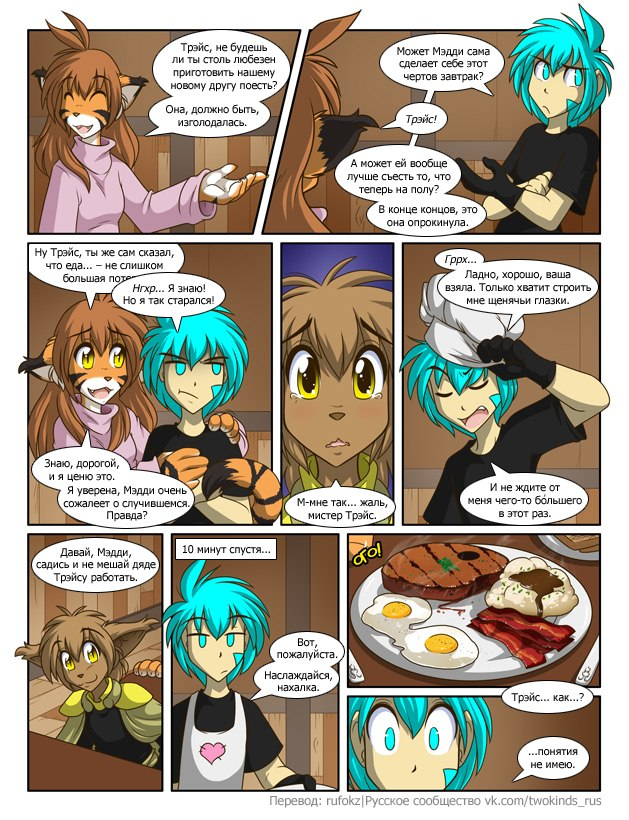 Трэйс, не будешь
ли ты столь любезен
приготовить нашему
новому другу поесть?
Она, должно быть,
изголодалась.
Может Мэдди сама
сделает себе этот
чертов завтрак?
Трэйс!
А может ей вообще
лучше съесть то, что
теперь на полу?
В конце концов, это
она опрокинула.
Ну Трэйс, ты же сам сказал,
что еда... – не слишком
большая
Нгхр... Я знаю!
Но я так старался!
Знаю, дорогой,
и я ценю это.
Я уверена, Мэдди очень
сожалеет о случившемся.
Правда?
М-мне так... жаль,
мистер Трэйс.
Гррх...
Ладно, хорошо, ваша
взяла. Только хватит строить
мне щенячьи глазки.
И не ждите от
меня чего-то бо́льшего
в этот раз.
Давай, Мэдди,
садись и не мешай дяде
Трэйсу работать.
10 минут спустя...
Вот,
пожалуйста.
Наслаждайся,
нахалка.
ОГО!
Трэйс... как...?
...понятия
не имею.
Перевод: rufokz|Русское сообщество vk.com/twokinds_rus